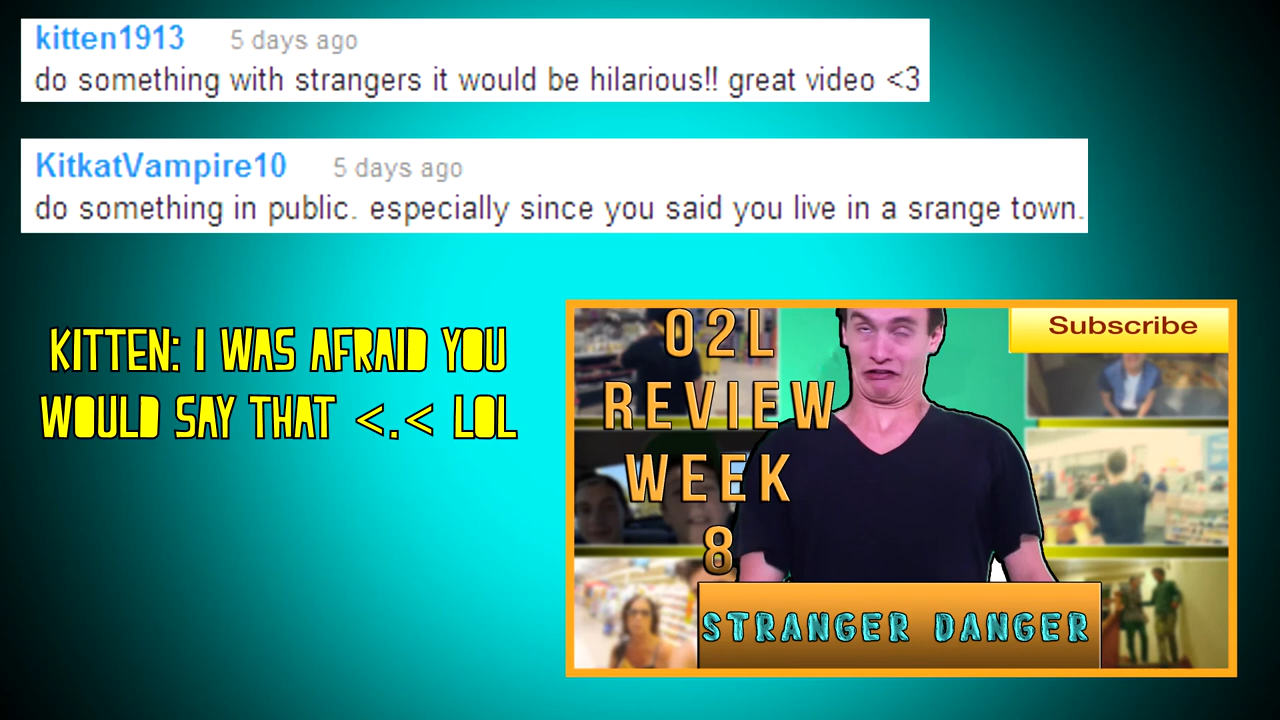 kitten1913 5 days ago
do something with strangers it would be hilarious!! great video <3
KitkatVampire10 5 days ago
do something in public. especially since you said you live in a srange town.
KITTEN: I WAS AFRAID YOU
WOULD SAY THAT <.< LOL
O2L
REVIEW
WEEK
8
Subscribe
STRANGER DANGER